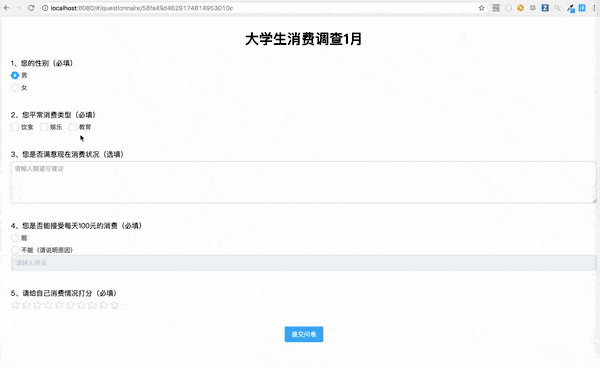 localhost:8080/#/questionnaire/58fa49d4629174814953010c
大学生消费调查1月
1、您的性别（必填）
男
女
2、您平常消费类型（必填）
饮食 娱乐 教育
3、您是否满意现在消费状况（选填）
请输入期望与建议
4、您是否能接受每天100元的消费（必填）
能
不能（请说明原因）
5、请给自己消费情况打分（必填）
提交问卷